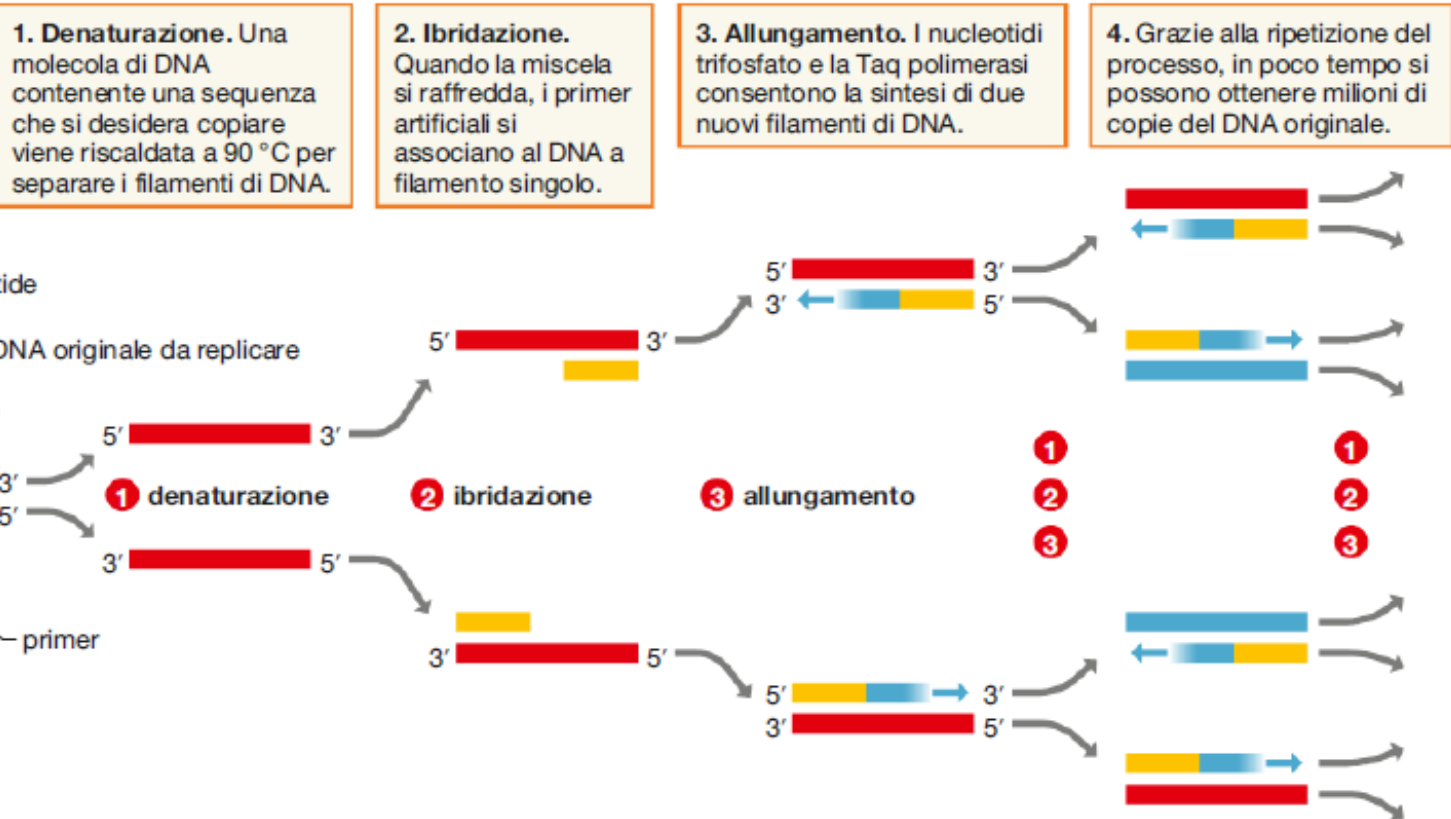 1. Denaturazione. Una
molecola di DNA
contenente una sequenza
che si desidera copiare
viene riscaldata a 90 °C per
separare i filamenti di DNA.
2. Ibridazione.
Quando la miscela
si raffredda, i primer
artificiali si
associano al DNA a
filamento singolo.
3. Allungamento. I nucleotidi
trifosfato e la Taq polimerasi
consentono la sintesi di due
nuovi filamenti di DNA.
4. Grazie alla ripetizione del
processo, in poco tempo si
possono ottenere milioni di
copie del DNA originale.
5′ 3′
3′ 5′
5′ 3′
DNA originale da replicare
5′ 3′
3′
5′
1 denaturazione
2 ibridazione
3 allungamento
1
2
3
1
2
3
3′ 5′
primer
3′ 5′
5′ 3′
3′ 5′